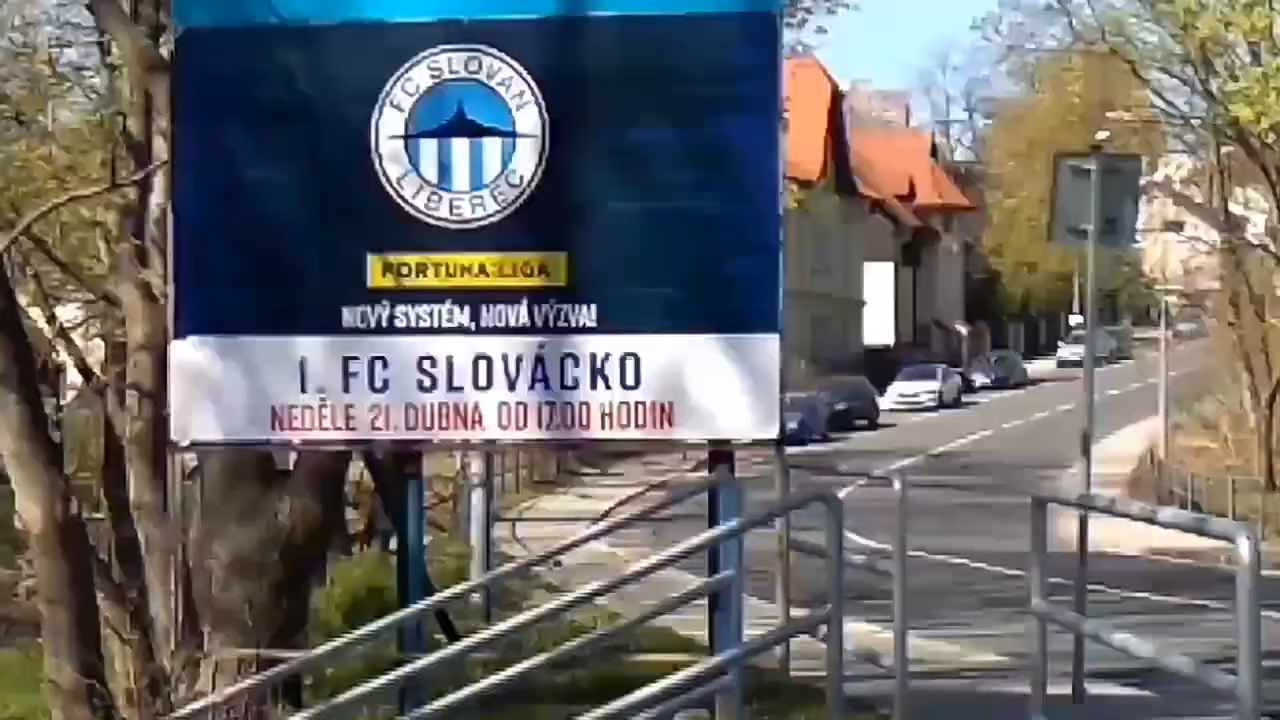 FC SLOVAN
LIBEREC
FORTUNA:LIGA
NOVÝ SYSTÉM, NOVÁ VÝZVA!
1. FC SLOVÁCKO
NEDĚLE 21. DUBNA OD 17.00 HODIN